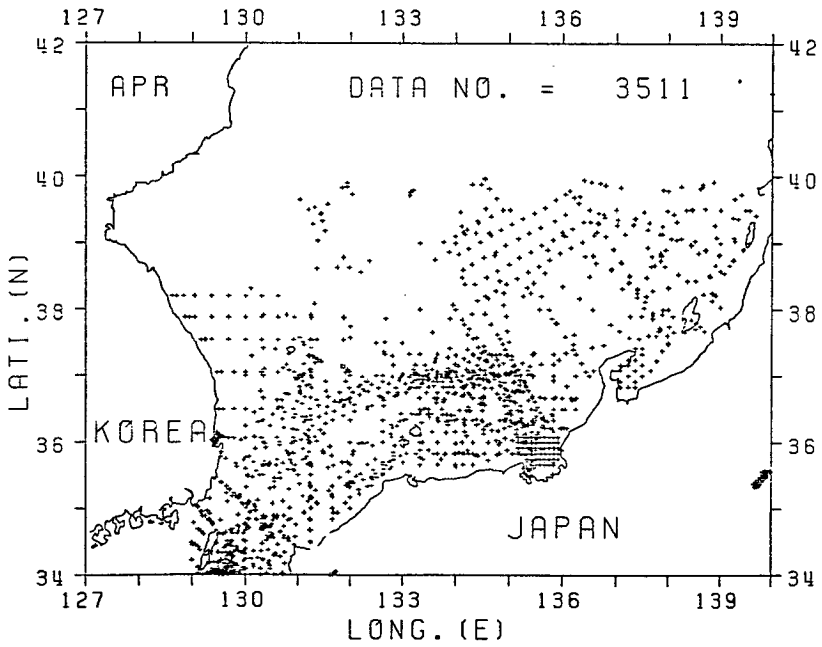 127 130 133 136 139
42 42
APR DATA NO. = 3511
40 40
38 38
LATI.(N)
KOREA
36 36
JAPAN
34 34
127 130 133 136 139
LONG.(E)